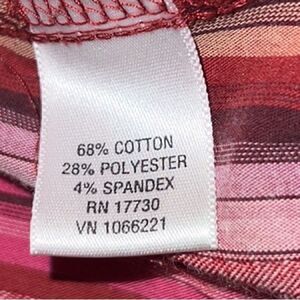 68% COTTON
28% POLYESTER
4% SPANDEX
RN 17730
VN 1066221